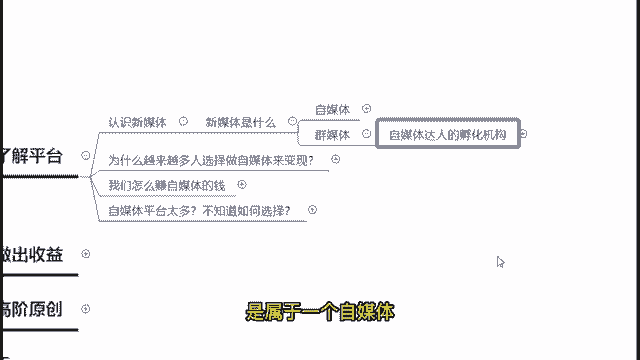 自媒体
认识新媒体 新媒体是什么
群媒体 自媒体达人的孵化机构
了解平台
为什么越来越多人选择做自媒体来变现？
我们怎么赚自媒体的钱
自媒体平台太多？不知道如何选择？
做出收益
高阶原创
是属于一个自媒体